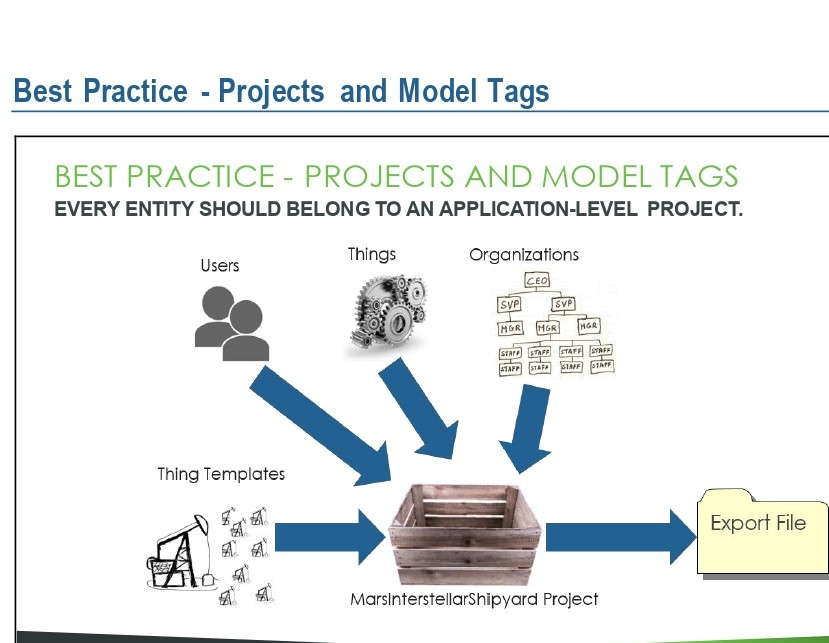 Best Practice - Projects and Model Tags
BEST PRACTICE - PROJECTS AND MODEL TAGS
EVERY ENTITY SHOULD BELONG TO AN APPLICATION-LEVEL PROJECT.
Users
Things
Organizations
CEO
SVP SVP
MGR MGR MGR
STAFF STAFF STAFF STAFF
STAFF STAFF STAFF STAFF
Thing Templates
Export File
MarsInterstellarShipyard Project